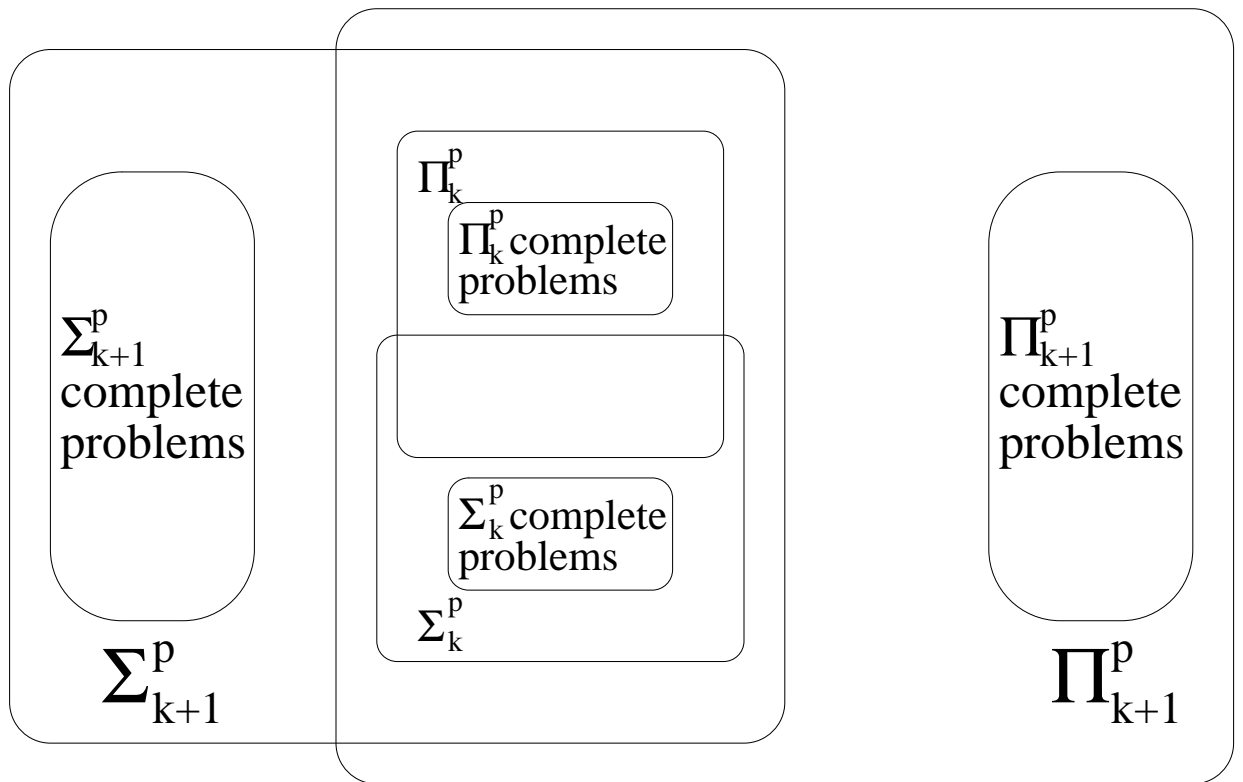 Π^p_k
Π^p_k complete
problems
Σ^p_{k+1}
complete
problems
Π^p_{k+1}
complete
problems
Σ^p_k complete
problems
Σ^p_k
Σ^p_{k+1}
Π^p_{k+1}